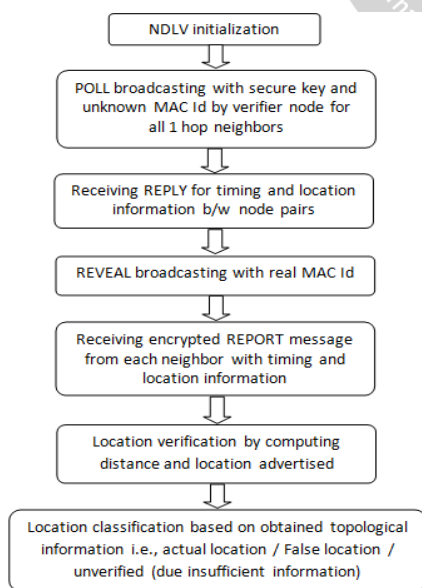 NDLV initialization
POLL broadcasting with secure key and
unknown MAC Id by verifier node for
all 1 hop neighbors
Receiving REPLY for timing and location
information b/w node pairs
REVEAL broadcasting with real MAC Id
Receiving encrypted REPORT message
from each neighbor with timing and
location information
Location verification by computing
distance and location advertised
Location classification based on obtained topological
information i.e., actual location / False location /
unverified (due insufficient information)